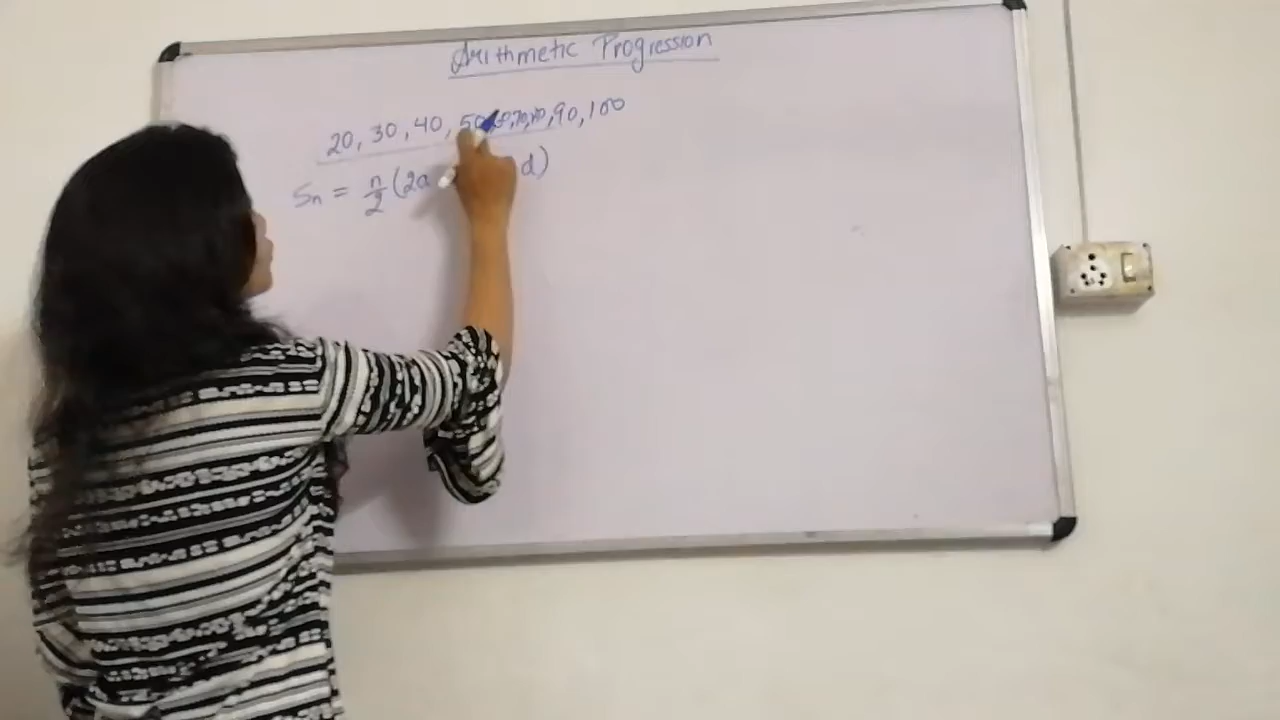 Arithmetic Progression
20, 30, 40, 50, 60, 70, 80, 90, 100
Sn = n/2 (2a d)